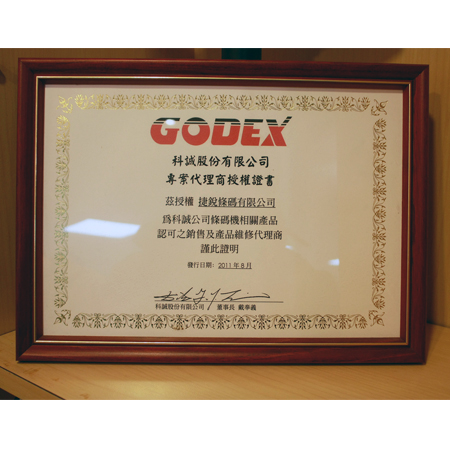 GODEX
科誠股份有限公司
專案代理商授權證書
茲授權 捷銳條碼有限公司
為科誠公司條碼機相關產品
認可之銷售及產品維修代理商
謹此證明
發行日期: 2011 年 8 月
科誠股份有限公司 董事長 戴奉義